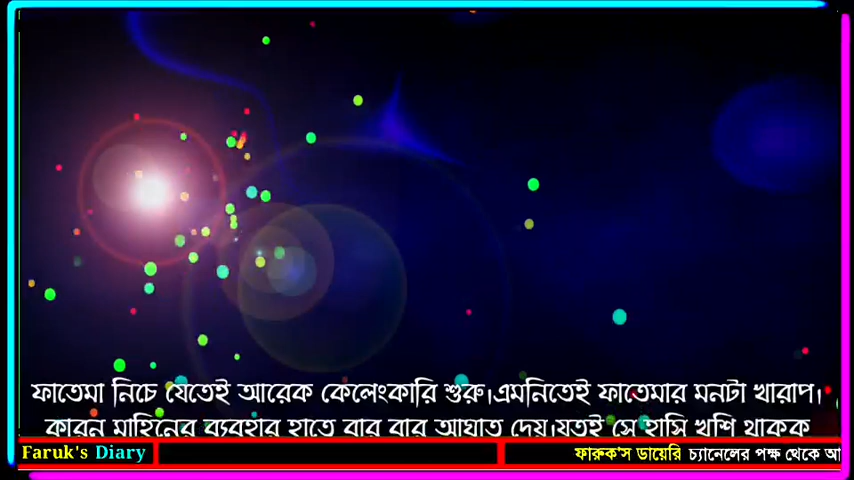 ফাতেমা নিচে যেতেই আরেক কেলেংকারি শুরু।এমনিতেই ফাতেমার মনটা খারাপ।
কারন মাহিনের ব্যবহার হাতে বার বার আঘাত দেয়।যতই সে হাসি খুশি থাকুক
Faruk's Diary
ফারুক'স ডায়েরি চ্যানেলের পক্ষ থেকে আ